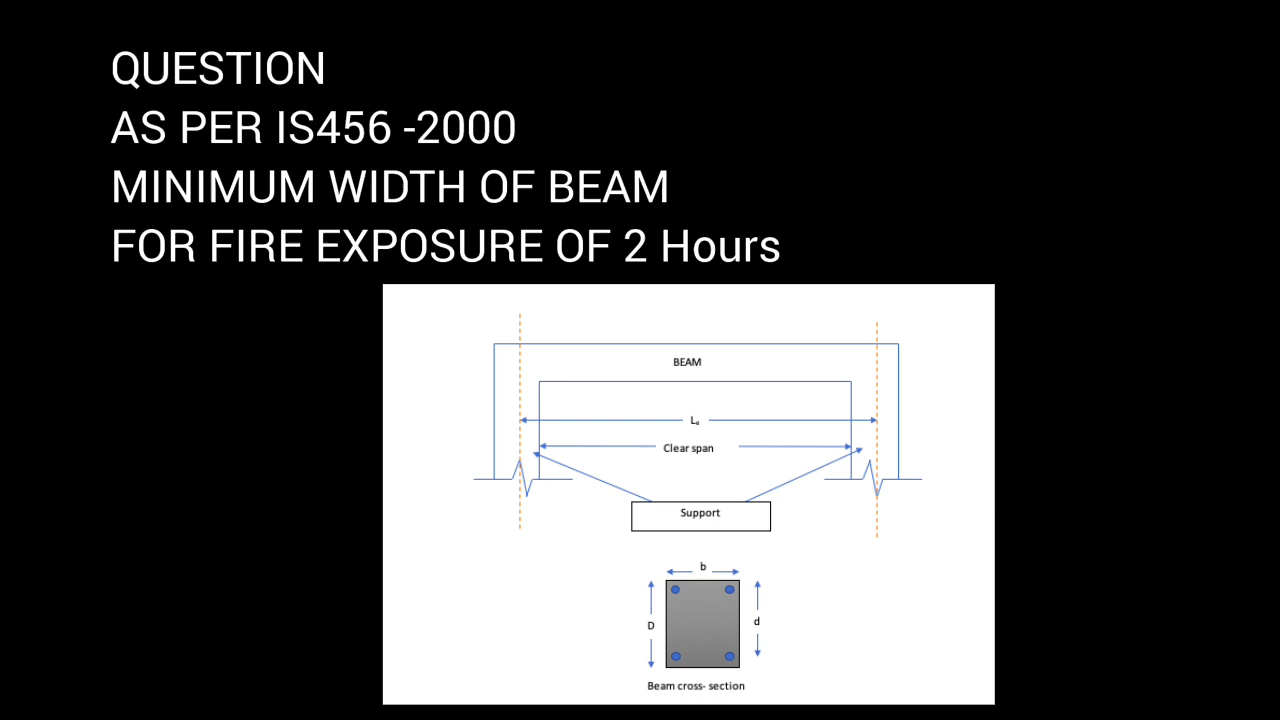 QUESTION
AS PER IS456 -2000
MINIMUM WIDTH OF BEAM
FOR FIRE EXPOSURE OF 2 Hours
BEAM
Clear span
Support
b
D
d
Beam cross- section